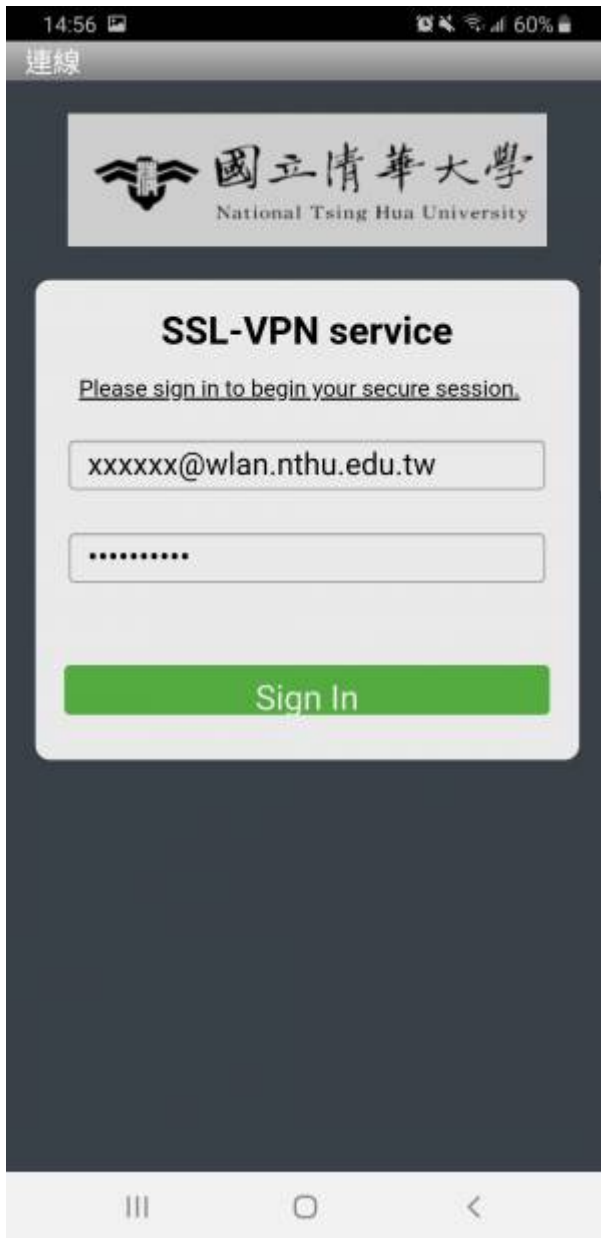 14:56 60%
連線
國立清華大學
National Tsing Hua University
SSL-VPN service
Please sign in to begin your secure session.
xxxxxx@wlan.nthu.edu.tw
••••••••••
Sign In